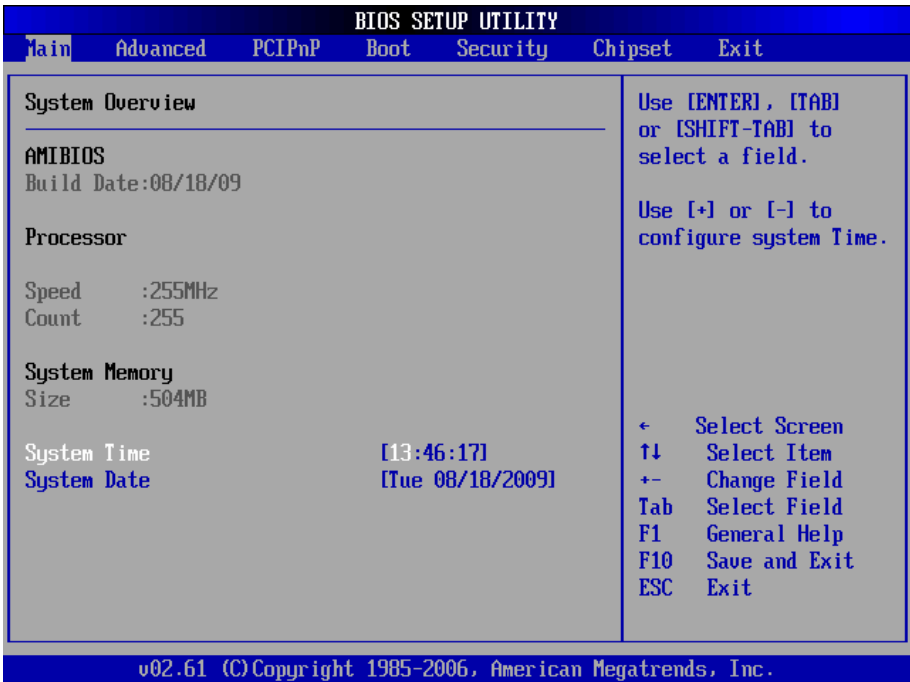 BIOS SETUP UTILITY
Main Advanced PCIPnP Boot Security Chipset Exit
System Overview
AMIBIOS
Build Date:08/18/09
Processor
Speed :255MHz
Count :255
System Memory
Size :504MB
System Time [13:46:17]
System Date [Tue 08/18/2009]
Use [ENTER], [TAB]
or [SHIFT-TAB] to
select a field.
Use [+] or [-] to
configure system Time.
← Select Screen
↑↓ Select Item
+- Change Field
Tab Select Field
F1 General Help
F10 Save and Exit
ESC Exit
v02.61 (C)Copyright 1985-2006, American Megatrends, Inc.